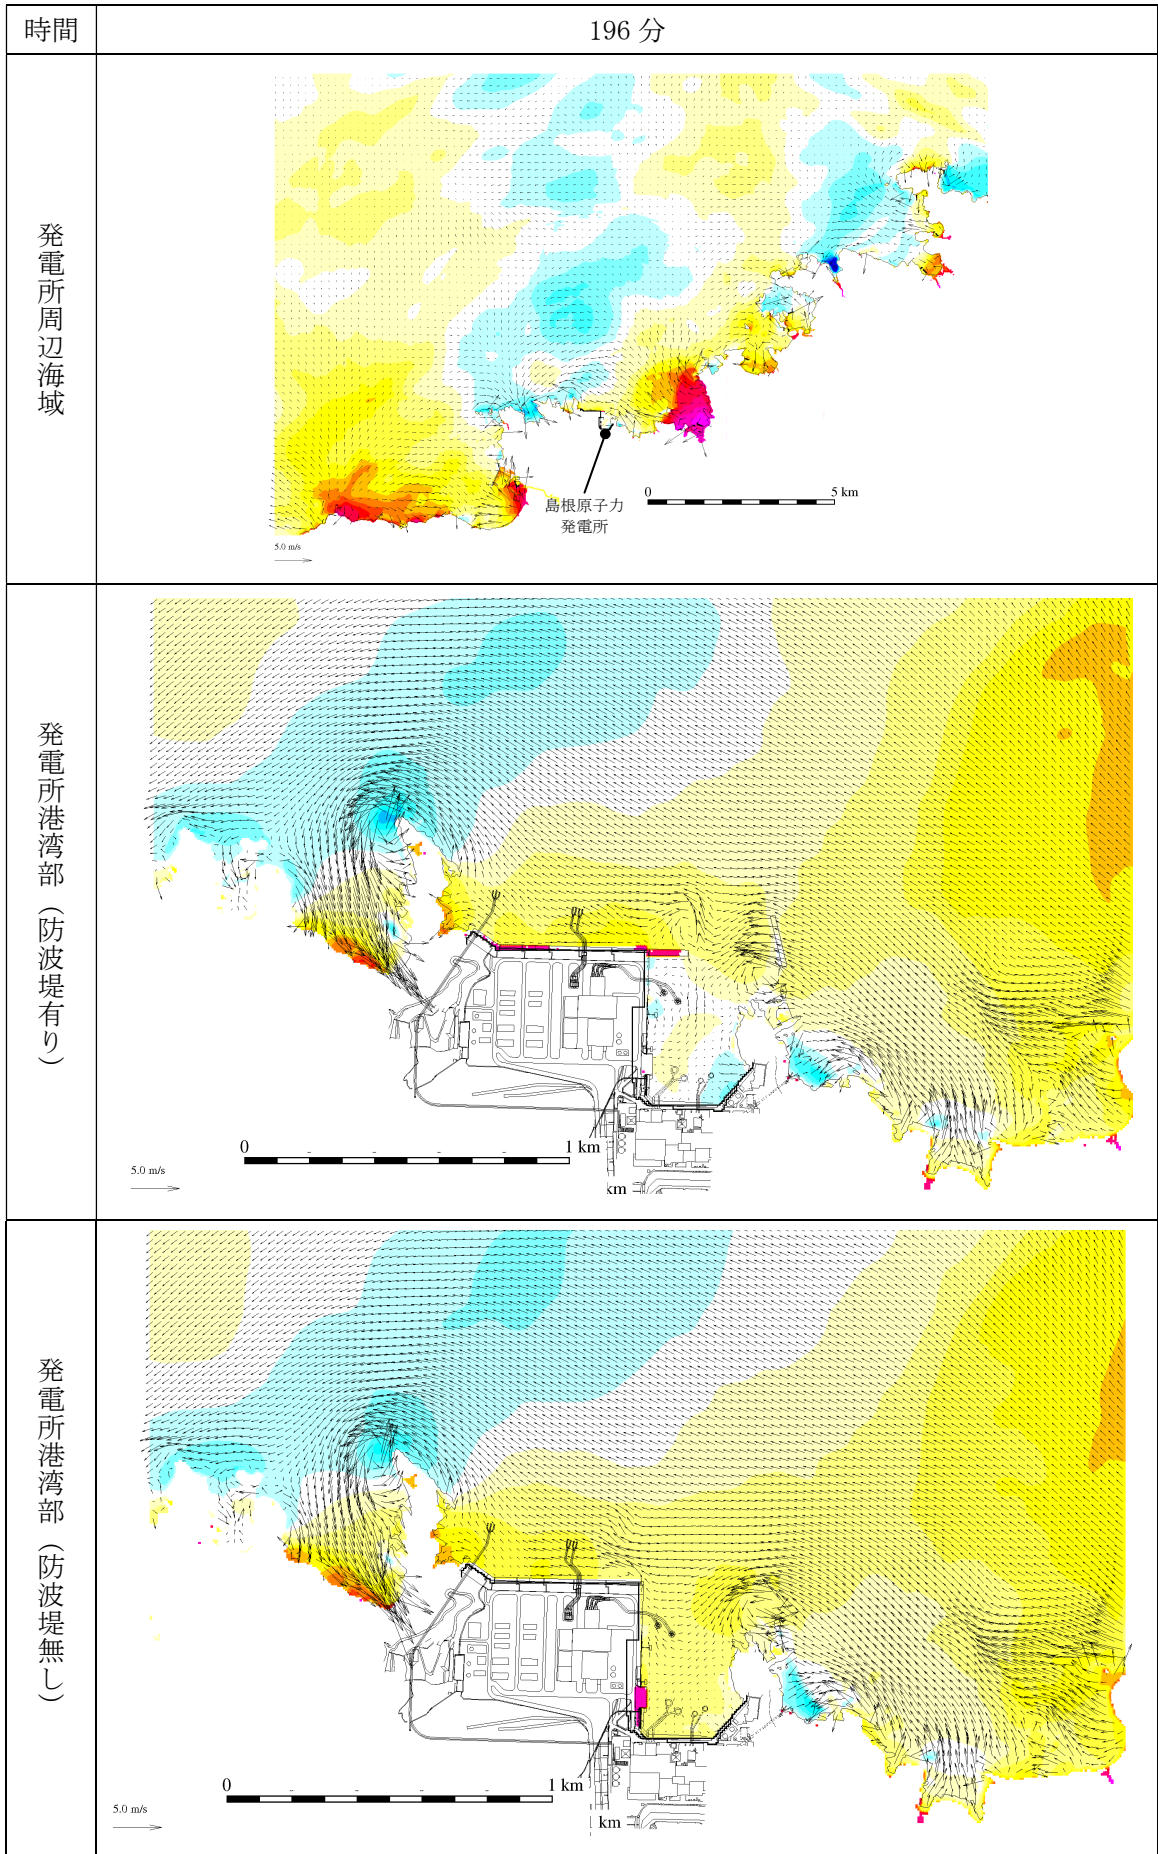 時間
196 分
発電所周辺海域
島根原子力
発電所
0
5 km
5.0 m/s
発電所港湾部（防波堤有り）
0
1 km
5.0 m/s
km
発電所港湾部（防波堤無し）
0
1 km
5.0 m/s
km